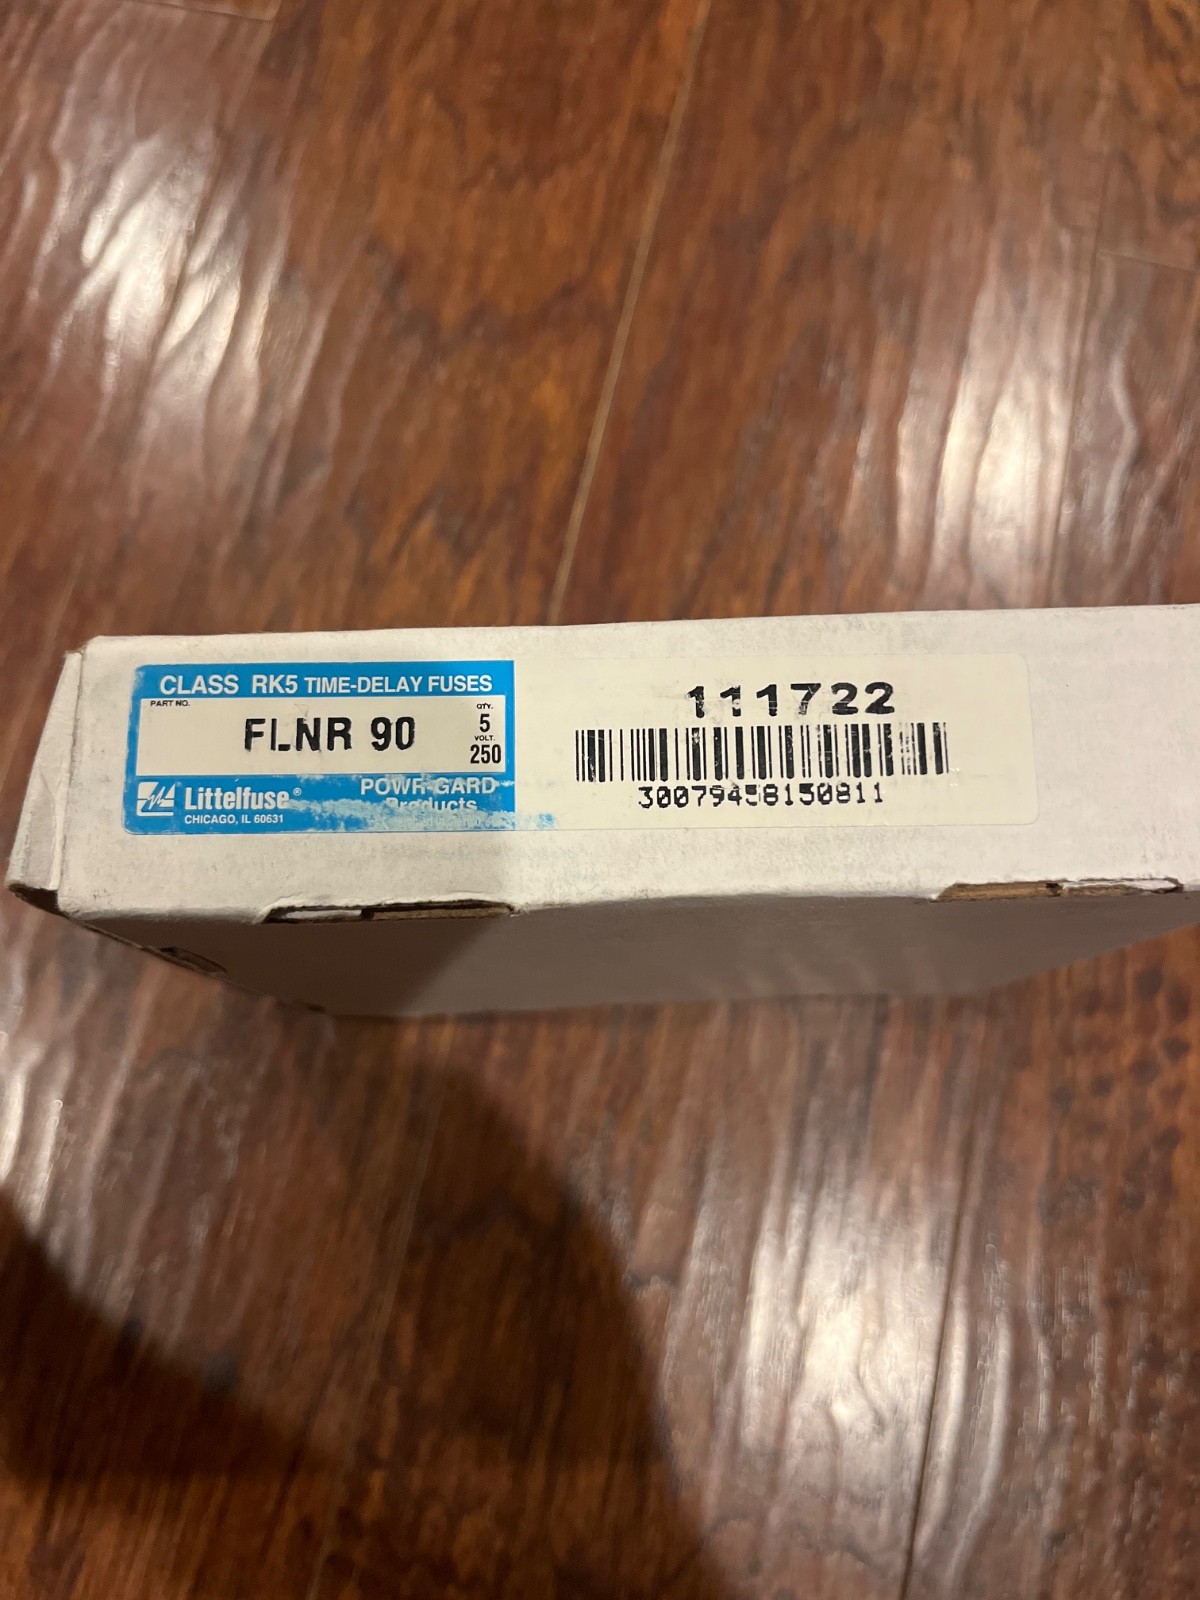 CLASS RK5 TIME-DELAY FUSES
PART NO.
FLNR 90
QTY.
5
VOLT.
250
Littelfuse®
CHICAGO, IL 60631
POWR-GARD
Products
111722
30079458150811